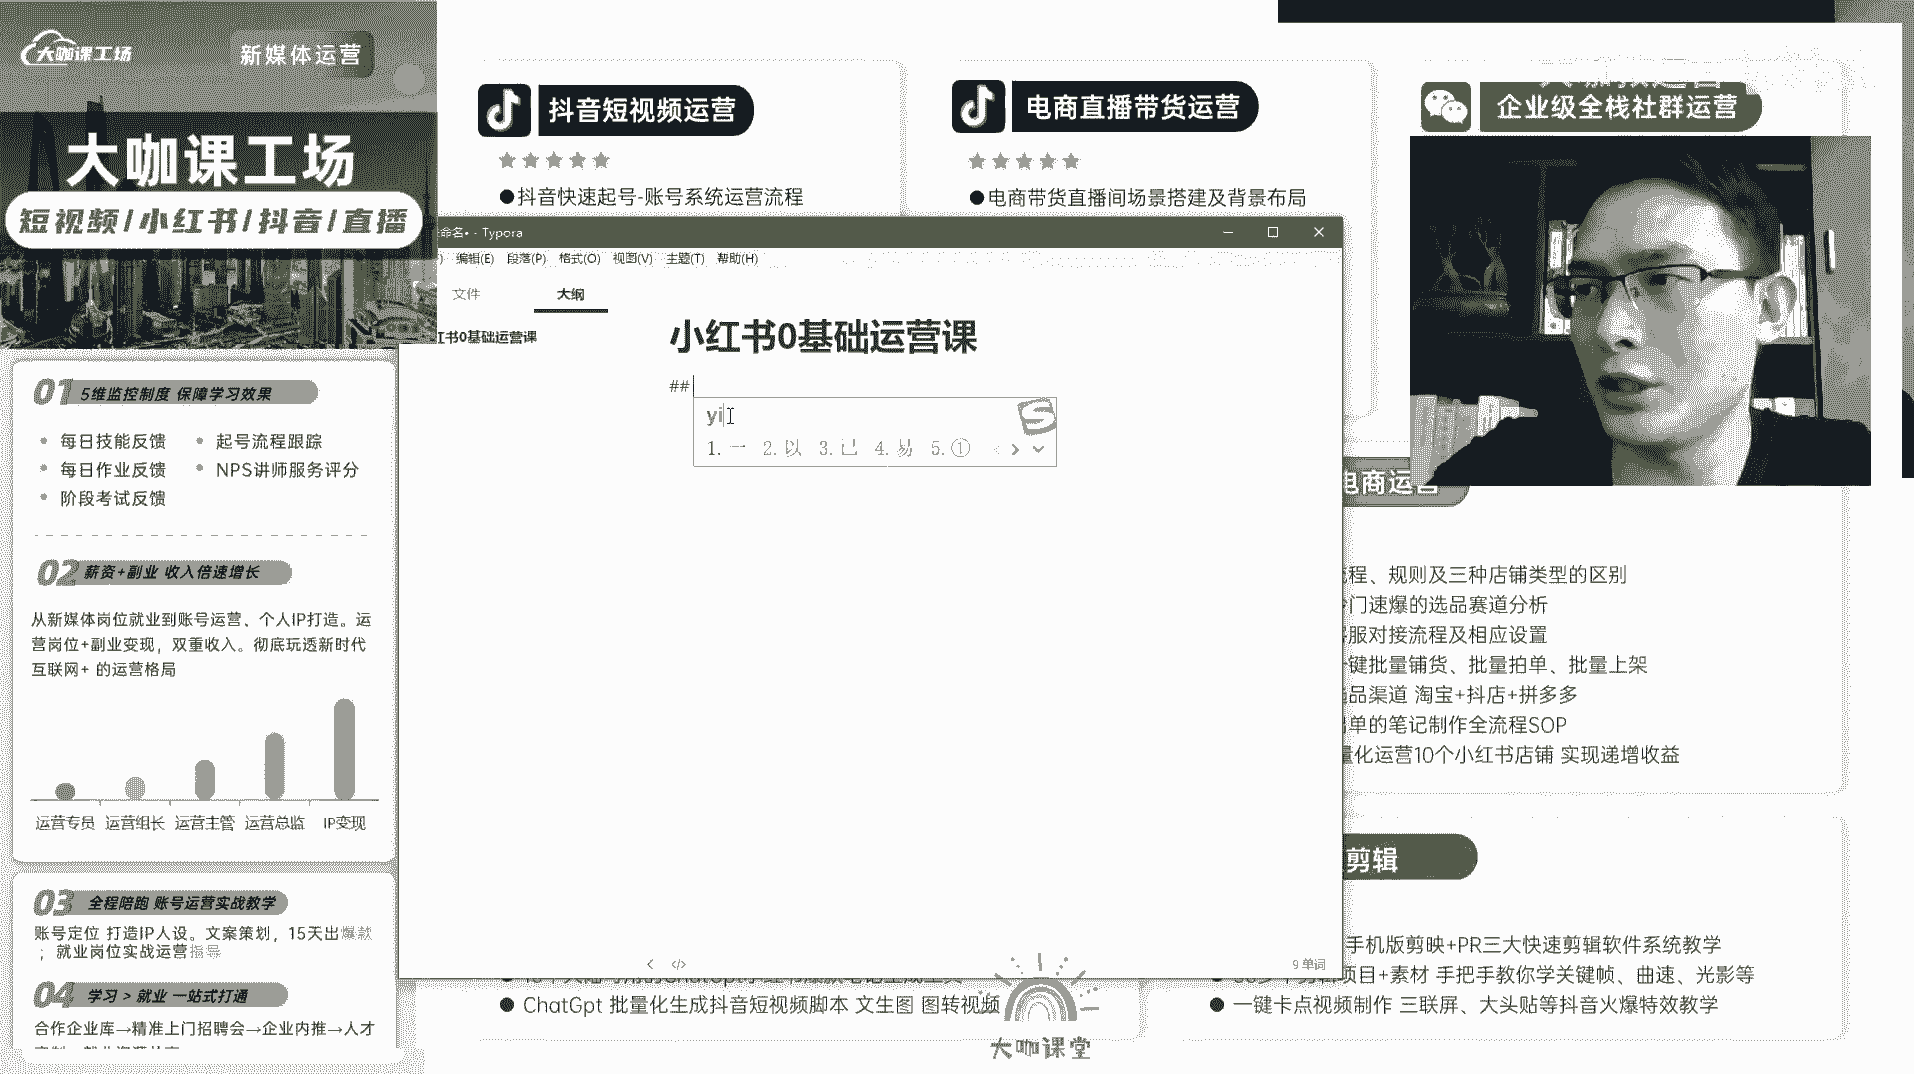 大咖课工场
新媒体运营
大咖课工场
短视频/小红书/抖音/直播
01 5维监控制度 保障学习效果
每日技能反馈
起号流程跟踪
每日作业反馈
NPS讲师服务评分
阶段考试反馈
02 薪资+副业 收入倍速增长
从新媒体岗位就业到账号运营、个人IP打造。运
营岗位+副业变现，双重收入。彻底玩透新时代
互联网+ 的运营格局
运营专员 运营组长 运营主管 运营总监 IP变现
03 全程陪跑 账号运营实战教学
账号定位 打造IP人设。文案策划，15天出爆款
；就业岗位实战运营指导
04 学习 > 就业 一站式打通
合作企业库→精准上门招聘会→企业内推→人才
抖音短视频运营
●抖音快速起号-账号系统运营流程
电商直播带货运营
●电商带货直播间场景搭建及背景布局
企业级全栈社群运营
命名• - Typora
编辑(E) 段落(P) 格式(O) 视图(V) 主题(T) 帮助(H)
文件 大纲
红书0基础运营课
小红书0基础运营课
##
yi
1.一 2.以 3.已 4.易 5.①
9 单词
电商运营
流程、规则及三种店铺类型的区别
门速爆的选品赛道分析
客服对接流程及相应设置
一键批量铺货、批量拍单、批量上架
选品渠道 淘宝+抖店+拼多多
出单的笔记制作全流程SOP
量化运营10个小红书店铺 实现递增收益
剪辑
手机版剪映+PR三大快速剪辑软件系统教学
项目+素材 手把手教你学关键帧、曲速、光影等
●一键卡点视频制作 三联屏、大头贴等抖音火爆特效教学
●ChatGpt 批量化生成抖音短视频脚本 文生图 图转视频
大咖课堂